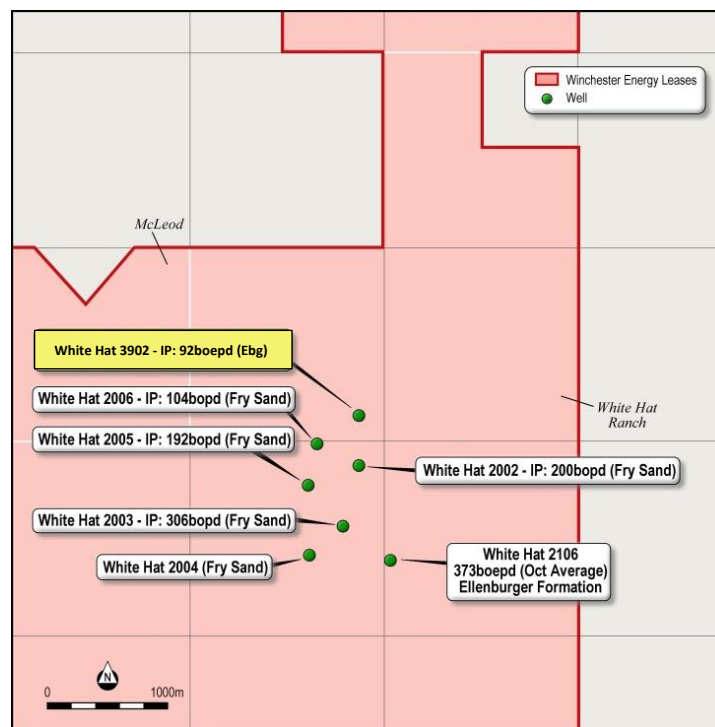 Winchester Energy Leases
Well
McLeod
White Hat 3902 - IP: 92boepd (Ebg)
White Hat 2006 - IP: 104bopd (Fry Sand)
White Hat
Ranch
White Hat 2005 - IP: 192bopd (Fry Sand)
White Hat 2002 - IP: 200bopd (Fry Sand)
White Hat 2003 - IP: 306bopd (Fry Sand)
White Hat 2004 (Fry Sand)
White Hat 2106
373boepd (Oct Average)
Ellenburger Formation
N
0 1000m